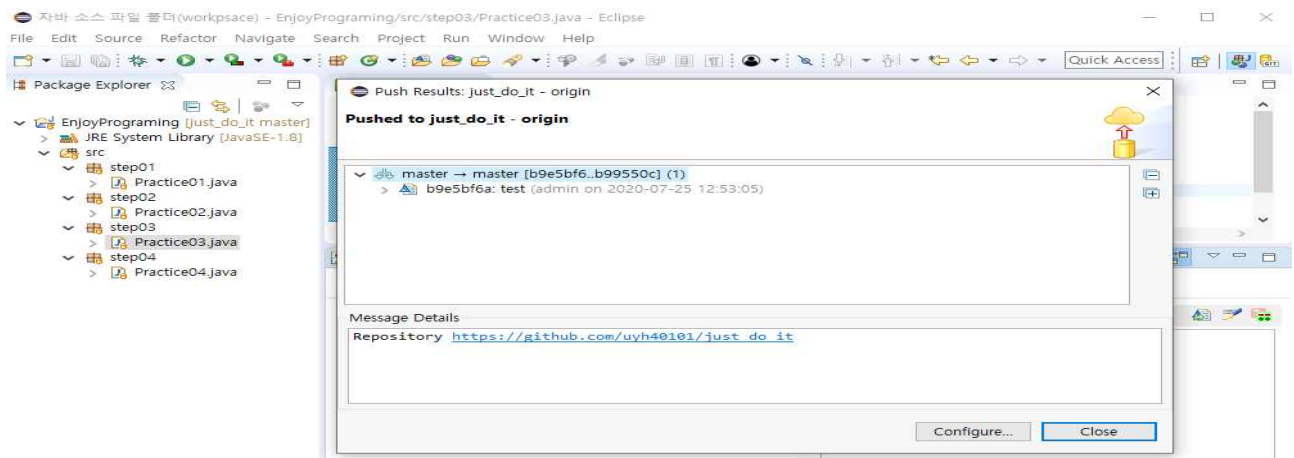 자바 소스 파일 폴더(workpsace) - EnjoyPrograming/src/step03/Practice03.java - Eclipse
File Edit Source Refactor Navigate Search Project Run Window Help
Quick Access
Package Explorer
EnjoyPrograming [just_do_it master]
JRE System Library [JavaSE-1.8]
src
step01
Practice01.java
step02
Practice02.java
step03
Practice03.java
step04
Practice04.java
Push Results: just_do_it - origin
Pushed to just_do_it - origin
master → master [b9e5bf6..b99550c] (1)
b9e5bf6a: test (admin on 2020-07-25 12:53:05)
Message Details
Repository https://github.com/uyh40101/just_do_it
Configure...
Close